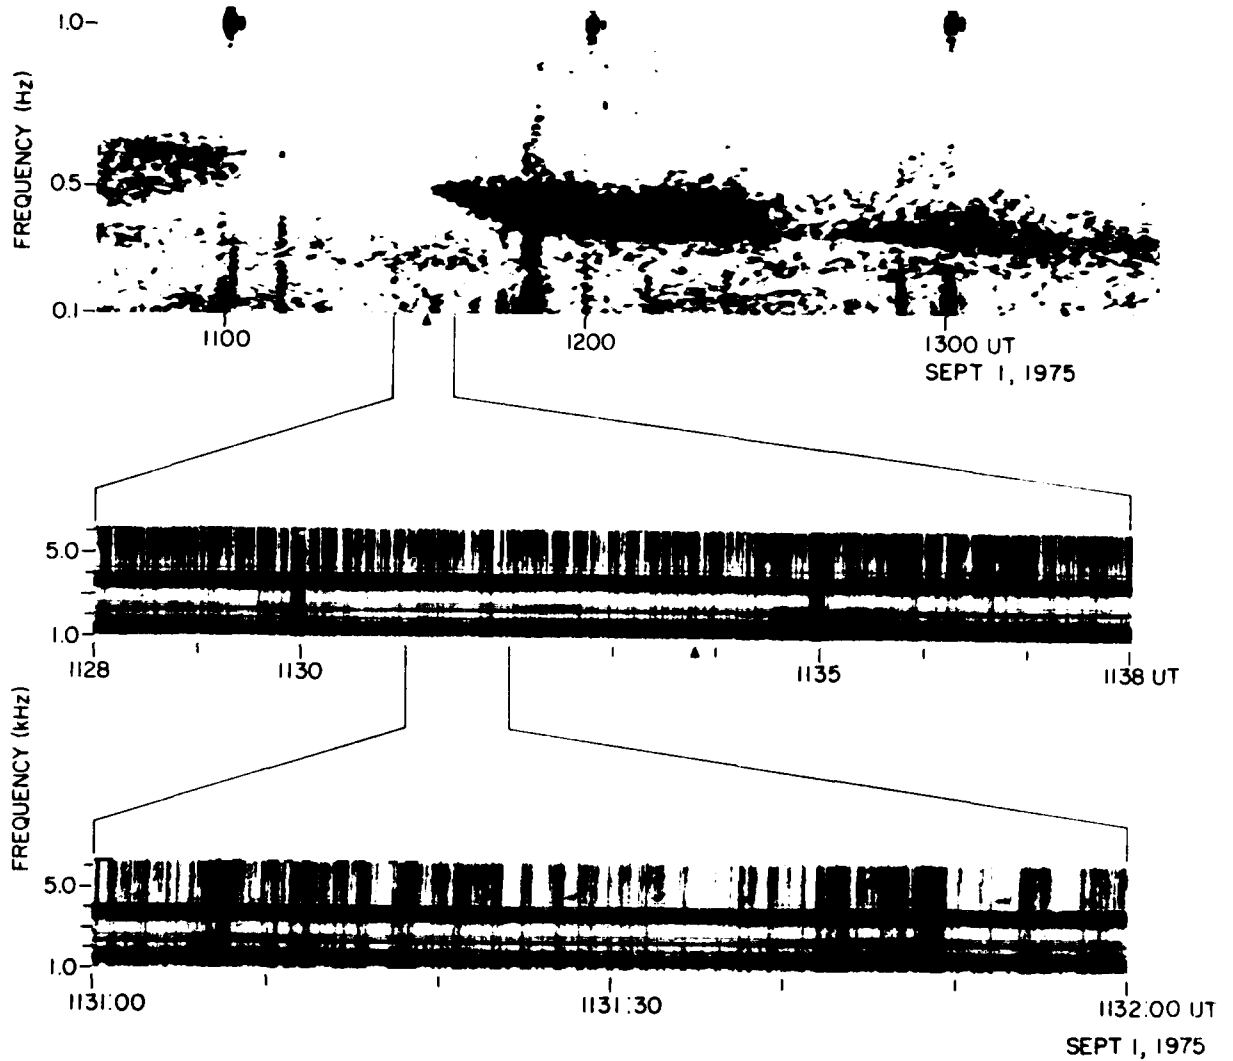 1.0
FREQUENCY (Hz)
0.5
0.1
1100
1200
1300 UT
SEPT 1, 1975
5.0
1.0
1128
1130
1135
1138 UT
FREQUENCY (kHz)
5.0
1.0
1131:00
1131:30
1132:00 UT
SEPT 1, 1975